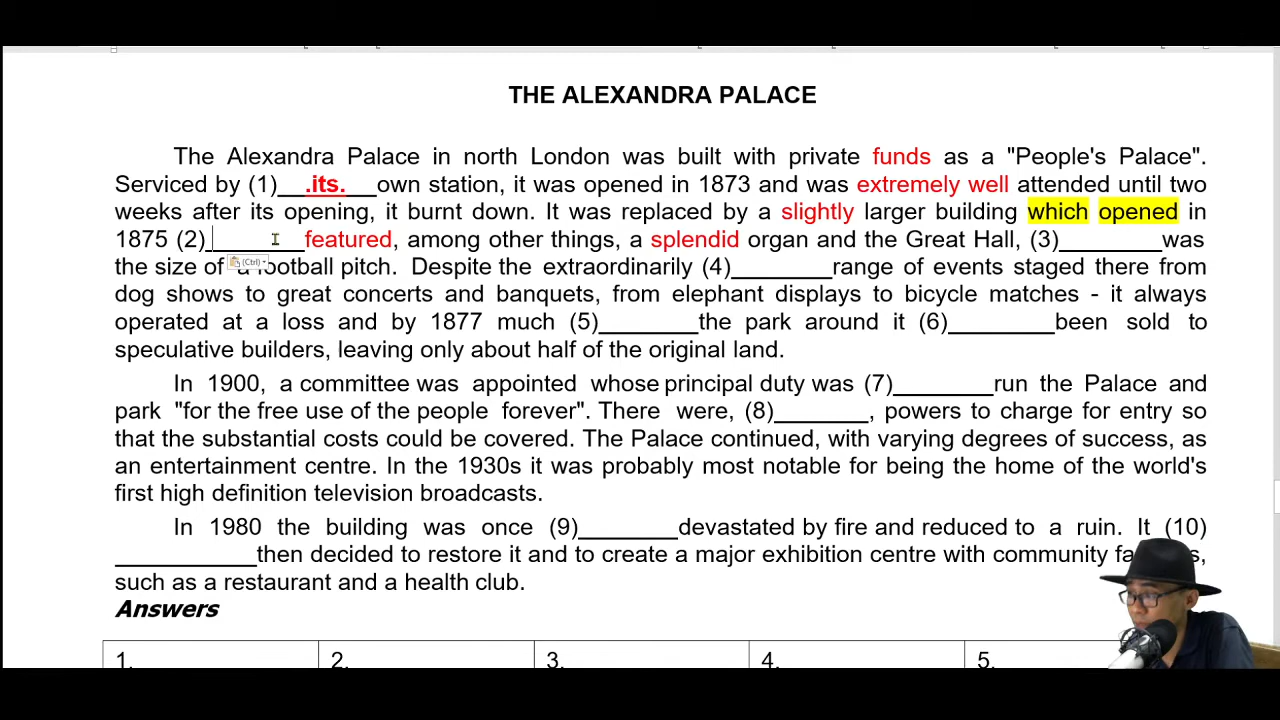 THE ALEXANDRA PALACE
The Alexandra Palace in north London was built with private funds as a "People's Palace".
Serviced by (1)__.its.__own station, it was opened in 1873 and was extremely well attended until two
weeks after its opening, it burnt down. It was replaced by a slightly larger building which opened in
1875 (2)________featured, among other things, a splendid organ and the Great Hall, (3)________was
the size of a football pitch. Despite the extraordinarily (4)________range of events staged there from
(Ctrl)
dog shows to great concerts and banquets, from elephant displays to bicycle matches - it always
operated at a loss and by 1877 much (5)________the park around it (6)________been sold to
speculative builders, leaving only about half of the original land.
In 1900, a committee was appointed whose principal duty was (7)________run the Palace and
park "for the free use of the people forever". There were, (8)________, powers to charge for entry so
that the substantial costs could be covered. The Palace continued, with varying degrees of success, as
an entertainment centre. In the 1930s it was probably most notable for being the home of the world's
first high definition television broadcasts.
In 1980 the building was once (9)________devastated by fire and reduced to a ruin. It (10)
___________then decided to restore it and to create a major exhibition centre with community
such as a restaurant and a health club.
Answers
1. 2. 3. 4. 5.